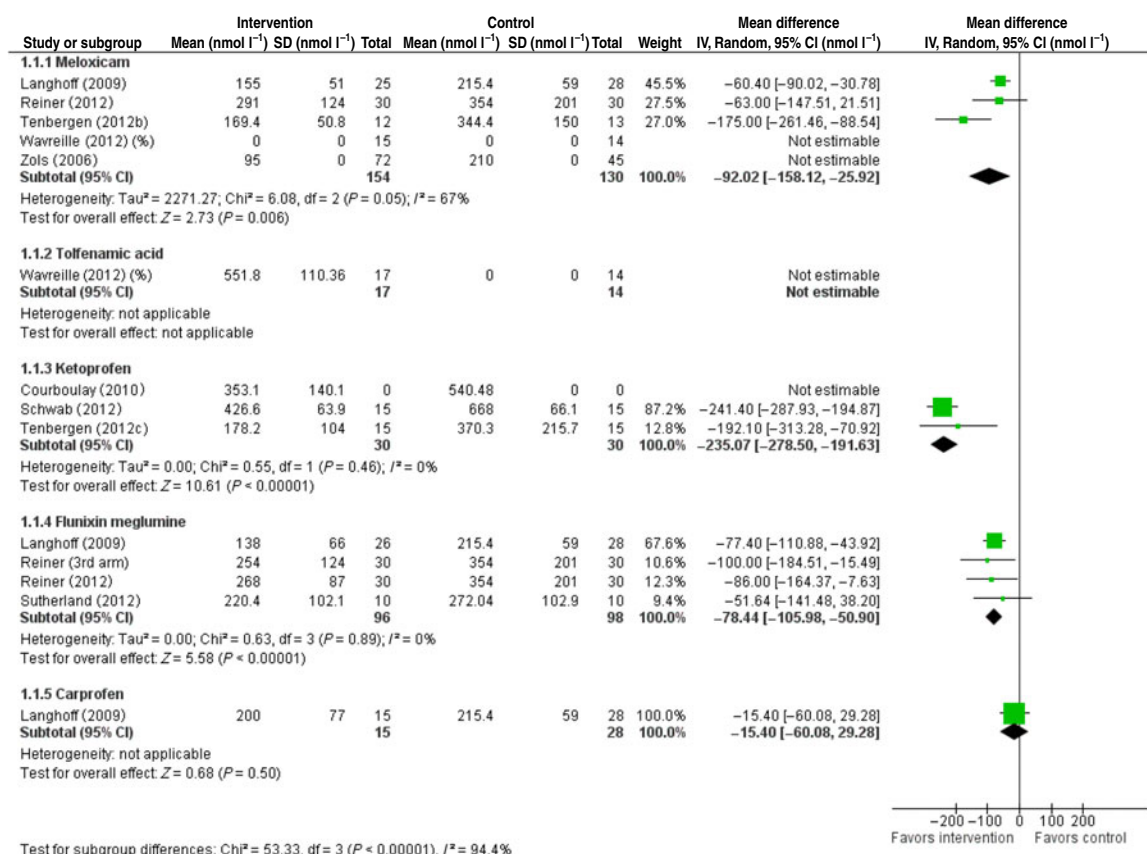 Intervention Control Mean difference Mean difference
Study or subgroup Mean (nmol l⁻¹) SD (nmol l⁻¹) Total Mean (nmol l⁻¹) SD (nmol l⁻¹) Total Weight IV, Random, 95% CI (nmol l⁻¹) IV, Random, 95% CI (nmol l⁻¹)
1.1.1 Meloxicam
Langhoff (2009) 155 51 25 215.4 59 28 45.5% −60.40 [−90.02, −30.78]
Reiner (2012) 291 124 30 354 201 30 27.5% −63.00 [−147.51, 21.51]
Tenbergen (2012b) 169.4 50.8 12 344.4 150 13 27.0% −175.00 [−261.46, −88.54]
Wavreille (2012) (%) 0 0 15 0 0 14 Not estimable
Zols (2006) 95 0 72 210 0 45 Not estimable
Subtotal (95% CI) 154 130 100.0% −92.02 [−158.12, −25.92]
Heterogeneity: Tau² = 2271.27; Chi² = 6.08, df = 2 (P = 0.05); I² = 67%
Test for overall effect: Z = 2.73 (P = 0.006)
1.1.2 Tolfenamic acid
Wavreille (2012) (%) 551.8 110.36 17 0 0 14 Not estimable
Subtotal (95% CI) 17 14 Not estimable
Heterogeneity: not applicable
Test for overall effect: not applicable
1.1.3 Ketoprofen
Courboulay (2010) 353.1 140.1 0 540.48 0 0 Not estimable
Schwab (2012) 426.6 63.9 15 668 66.1 15 87.2% −241.40 [−287.93, −194.87]
Tenbergen (2012c) 178.2 104 15 370.3 215.7 15 12.8% −192.10 [−313.28, −70.92]
Subtotal (95% CI) 30 30 100.0% −235.07 [−278.50, −191.63]
Heterogeneity: Tau² = 0.00; Chi² = 0.55, df = 1 (P = 0.46); I² = 0%
Test for overall effect: Z = 10.61 (P < 0.00001)
1.1.4 Flunixin meglumine
Langhoff (2009) 138 66 26 215.4 59 28 67.6% −77.40 [−110.88, −43.92]
Reiner (3rd arm) 254 124 30 354 201 30 10.6% −100.00 [−184.51, −15.49]
Reiner (2012) 268 87 30 354 201 30 12.3% −86.00 [−164.37, −7.63]
Sutherland (2012) 220.4 102.1 10 272.04 102.9 10 9.4% −51.64 [−141.48, 38.20]
Subtotal (95% CI) 96 98 100.0% −78.44 [−105.98, −50.90]
Heterogeneity: Tau² = 0.00; Chi² = 0.63, df = 3 (P = 0.89); I² = 0%
Test for overall effect: Z = 5.58 (P < 0.00001)
1.1.5 Carprofen
Langhoff (2009) 200 77 15 215.4 59 28 100.0% −15.40 [−60.08, 29.28]
Subtotal (95% CI) 15 28 100.0% −15.40 [−60.08, 29.28]
Heterogeneity: not applicable
Test for overall effect: Z = 0.68 (P = 0.50)
−200 −100 0 100 200
Favors intervention Favors control
Test for subgroup differences: Chi² = 53.33, df = 3 (P < 0.00001), I² = 94.4%